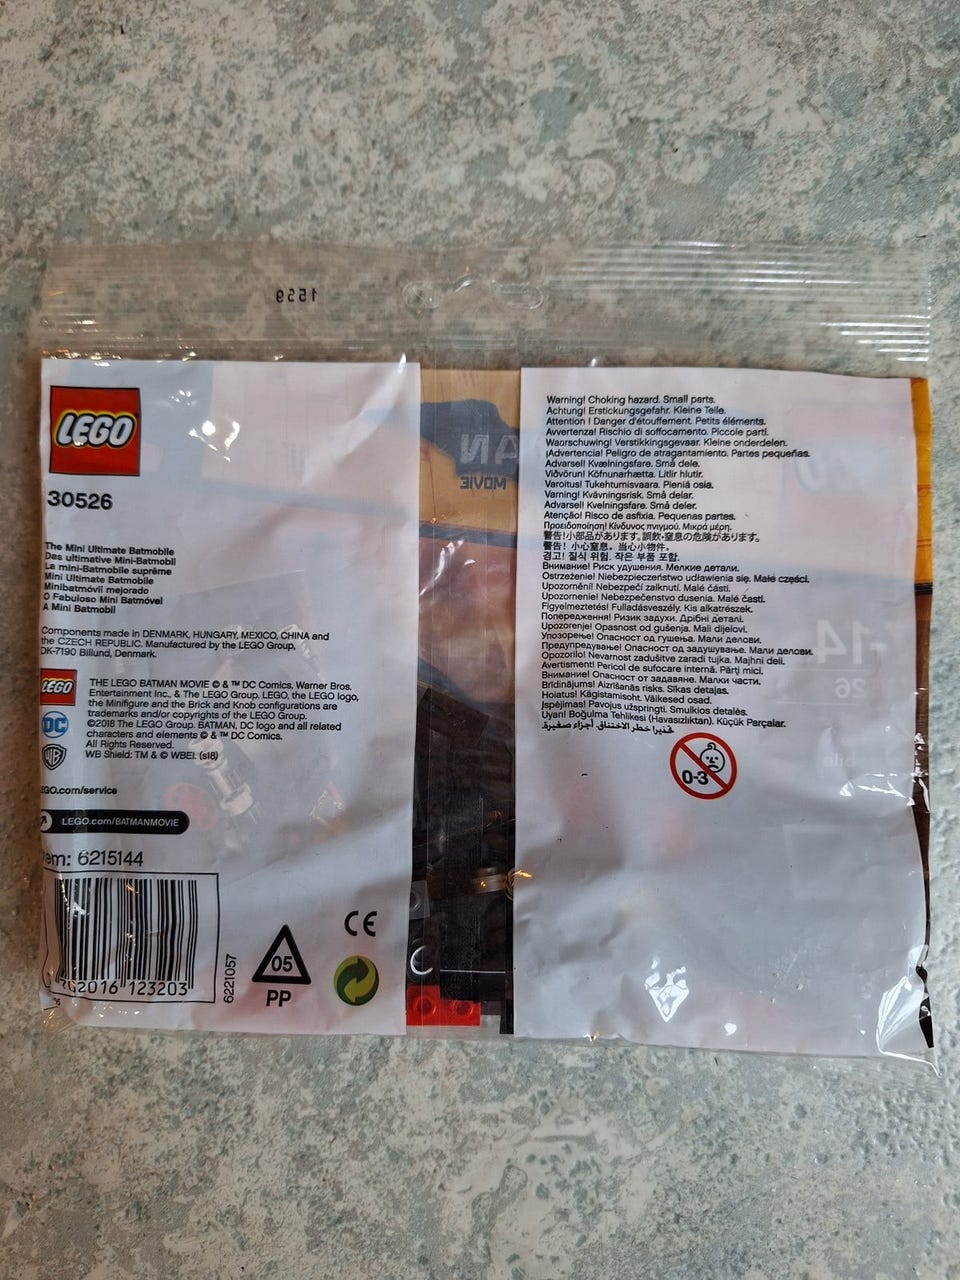 1559
LEGO
30526
The Mini Ultimate Batmobile
Das ultimative Mini-Batmobil
La mini-Batmobile suprême
Mini Ultimate Batmobile
Minibatmóvil mejorado
O Fabuloso Mini Batmóvel
A Mini Batmobil
Components made in DENMARK, HUNGARY, MEXICO, CHINA and
the CZECH REPUBLIC. Manufactured by the LEGO Group,
DK-7190 Billund, Denmark.
LEGO
DC
WB
THE LEGO BATMAN MOVIE © & ™ DC Comics, Warner Bros.
Entertainment Inc., & The LEGO Group. LEGO, the LEGO logo,
the Minifigure and the Brick and Knob configurations are
trademarks and/or copyrights of the LEGO Group.
©2018 The LEGO Group. BATMAN, DC logo and all related
characters and elements © & ™ DC Comics.
All Rights Reserved.
WB Shield: TM & © WBEI. (s18)
EGO.com/service
LEGO.com/BATMANMOVIE
em: 6215144
702016 123203
6221057
05
PP
CE
AN
MOVIE
Warning! Choking hazard. Small parts.
Achtung! Erstickungsgefahr. Kleine Teile.
Attention ! Danger d'étouffement. Petits éléments.
Avvertenza! Rischio di soffocamento. Piccole parti.
Waarschuwing! Verstikkingsgevaar. Kleine onderdelen.
¡Advertencia! Peligro de atragantamiento. Partes pequeñas.
Advarsel! Kvælningsfare. Små dele.
Viðvörun! Köfnunarhætta. Litlir hlutir.
Varoitus! Tukehtumisvaara. Pieniä osia.
Varning! Kvävningsrisk. Små delar.
Advarsel! Kvelningsfare. Små deler.
Atenção! Risco de asfixia. Pequenas partes.
Προειδοποίηση! Κίνδυνος πνιγμού. Μικρά μέρη.
警告!小部品があります。誤飲・窒息の危険があります。
警告! 小心窒息。当心小物件。
경고! 질식 위험. 작은 부품 포함.
Внимание! Риск удушения. Мелкие детали.
Ostrzeżenie! Niebezpieczeństwo udławienia się. Małe części.
Upozornění! Nebezpečí zalknutí. Malé části.
Upozornenie! Nebezpečenstvo dusenia. Malé časti.
Figyelmeztetés! Fulladásveszély. Kis alkatrészek.
Попередження! Ризик задухи. Дрібні деталі.
Upozorenje! Opasnost od gušenja. Mali dijelovi.
Упозорење! Опасност од гушења. Мали делови.
Предупреждение! Опасност от задушаване. Малки части.
Opozorilo! Nevarnost zadušitve zaradi tujka. Majhni deli.
Avertisment! Pericol de sufocare internă. Părţi mici.
Внимание! Опасност от задавяне. Малки части.
Brīdinājums! Aizrīšanās risks. Sīkas detaļas.
Hoiatus! Kägistamisoht. Väikesed osad.
Įspėjimas! Pavojus užspringti. Smulkios detalės.
Uyarı! Boğulma Tehlikesi (Havasızlıktan). Küçük Parçalar.
تحذير! خطر الاختناق. أجزاء صغيرة.
0-3